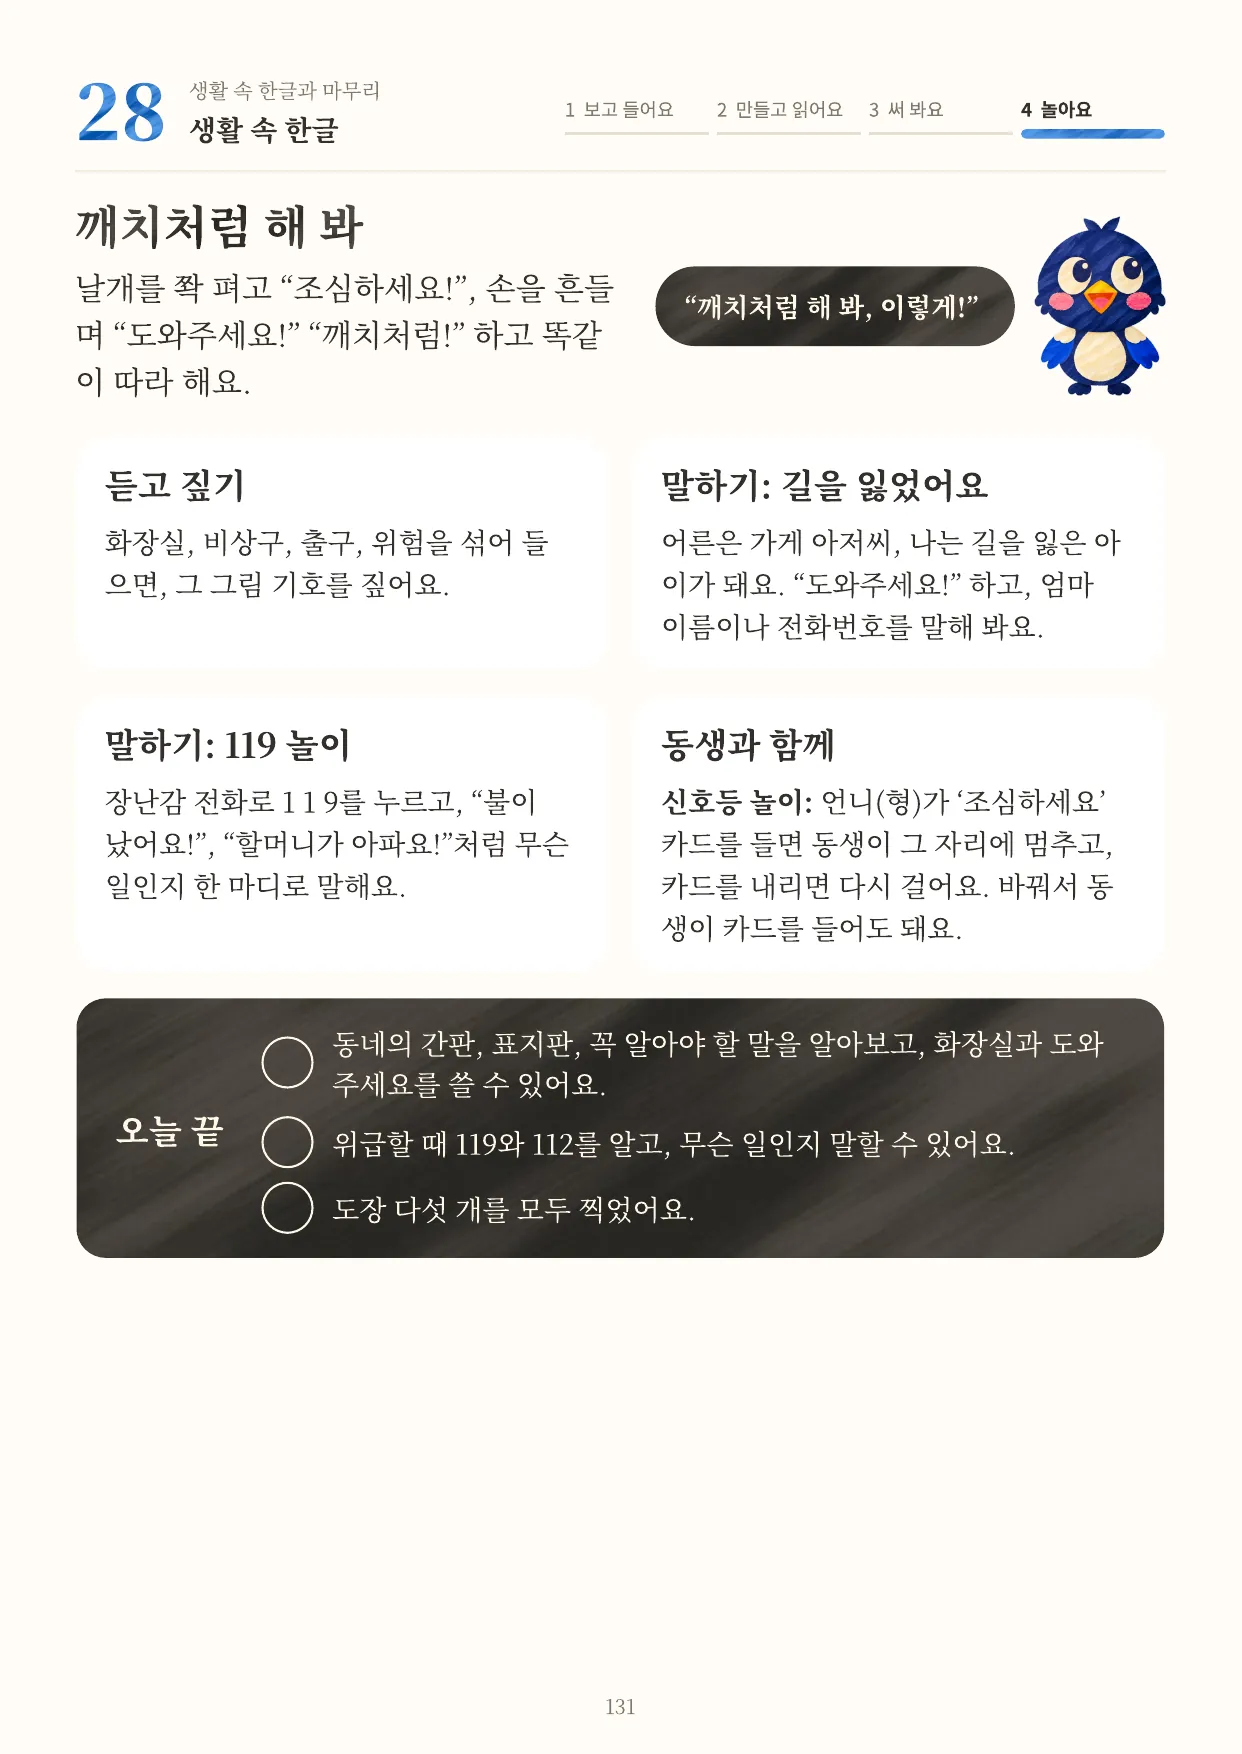 28
생활 속 한글과 마무리
생활 속 한글
1 보고 들어요
2 만들고 읽어요
3 써 봐요
4 놀아요
깨치처럼 해 봐
날개를 쫙 펴고 “조심하세요!”, 손을 흔들
며 “도와주세요!” “깨치처럼!” 하고 똑같
이 따라 해요.
“깨치처럼 해 봐, 이렇게!”
듣고 짚기
화장실, 비상구, 출구, 위험을 섞어 들
으면, 그 그림 기호를 짚어요.
말하기: 길을 잃었어요
어른은 가게 아저씨, 나는 길을 잃은 아
이가 돼요. “도와주세요!” 하고, 엄마
이름이나 전화번호를 말해 봐요.
말하기: 119 놀이
장난감 전화로 1 1 9를 누르고, “불이
났어요!”, “할머니가 아파요!”처럼 무슨
일인지 한 마디로 말해요.
동생과 함께
신호등 놀이: 언니(형)가 ‘조심하세요’
카드를 들면 동생이 그 자리에 멈추고,
카드를 내리면 다시 걸어요. 바꿔서 동
생이 카드를 들어도 돼요.
오늘 끝
동네의 간판, 표지판, 꼭 알아야 할 말을 알아보고, 화장실과 도와
주세요를 쓸 수 있어요.
위급할 때 119와 112를 알고, 무슨 일인지 말할 수 있어요.
도장 다섯 개를 모두 찍었어요.
131